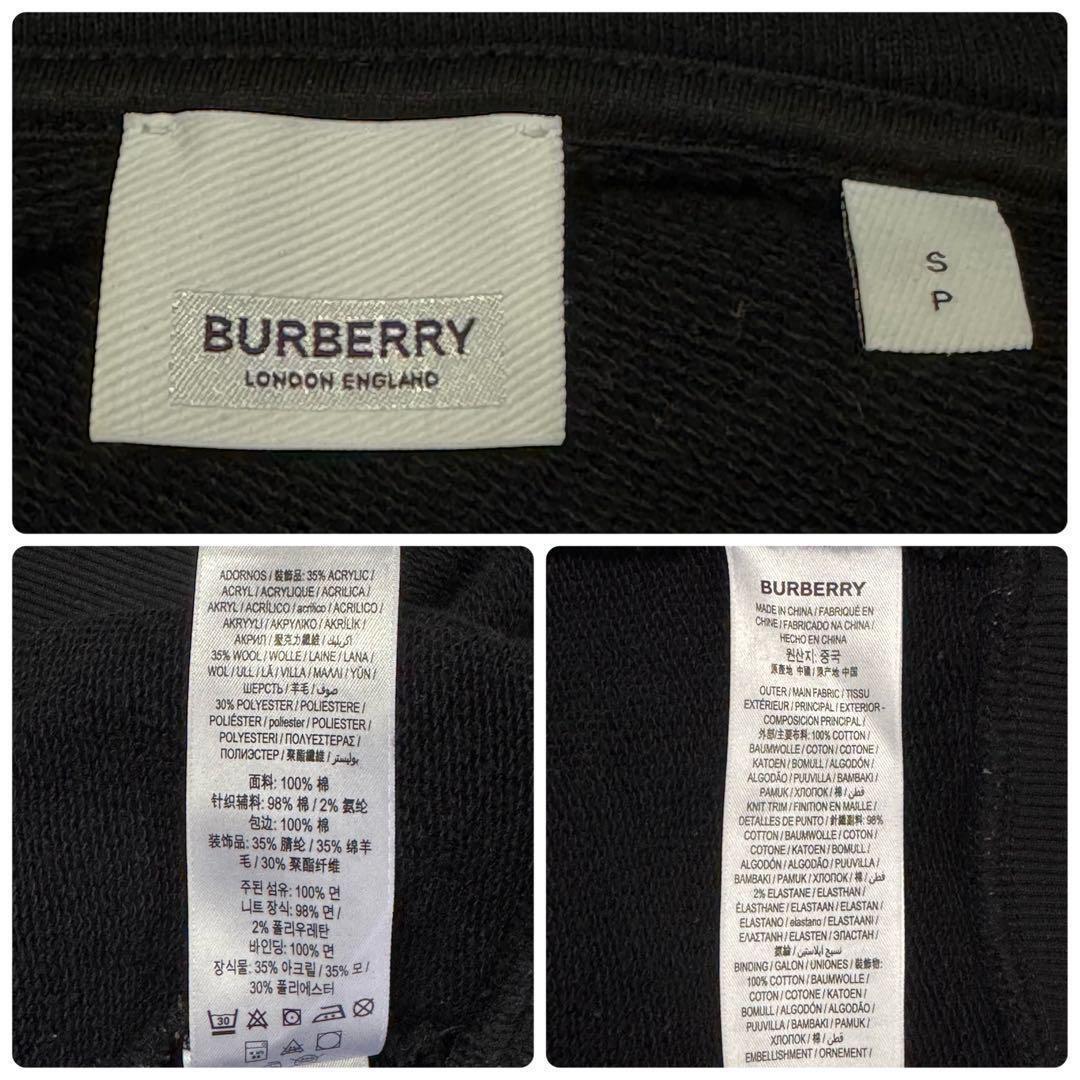 BURBERRY
LONDON ENGLAND
S
P
ADORNOS / 裝飾品: 35% ACRYLIC /
ACRYL / ACRYLIQUE / ACRILICA /
AKRYL / ACRÍLICO / acrílico / ACRILICO /
AKRYYLI / ΑΚΡΥΛΙΚΟ / AKRİLİK /
АКРИЛ / 聚克力纖維 / اكريليك
35% WOOL / WOLLE / LAINE / LANA /
WOL / ULL / LÃ / VILLA / ΜΑΛΛΙ / YÜN /
ШЕРСТЬ / 羊毛 / صوف
30% POLYESTER / POLIESTERE /
POLIÉSTER / poliester / POLIESTER /
POLYESTERI / ΠΟΛΥΕΣΤΕΡΑΣ /
ПОЛИЭСТЕР / 聚酯纖維 / بوليستر
面料: 100% 棉
针织辅料: 98% 棉 / 2% 氨纶
包边: 100% 棉
装饰品: 35% 腈纶 / 35% 绵羊
毛 / 30% 聚酯纤维
주된 섬유: 100% 면
니트 장식: 98% 면 /
2% 폴리우레탄
바인딩: 100% 면
장식물: 35% 아크릴 / 35% 모 /
30% 폴리에스터
30
BURBERRY
MADE IN CHINA / FABRIQUÉ EN
CHINE / FABRICADO NA CHINA /
HECHO EN CHINA
원산지: 중국
原產地 中國 / 原产地 中国
OUTER / MAIN FABRIC / TISSU
EXTÉRIEUR / PRINCIPAL / EXTERIOR -
COMPOSICION PRINCIPAL /
外部/主要布料: 100% COTTON /
BAUMWOLLE / COTON / COTONE /
KATOEN / BOMULL / ALGODÓN /
ALGODÃO / PUUVILLA / ΒΑΜΒΑΚΙ /
PAMUK / ХЛОПОК / 棉 / قطن
KNIT TRIM / FINITION EN MAILLE /
DETALLES DE PUNTO / 針織副料: 98%
COTTON / BAUMWOLLE / COTON /
COTONE / KATOEN / BOMULL /
ALGODÓN / ALGODÃO / PUUVILLA /
ΒΑΜΒΑΚΙ / PAMUK / ХЛОПОК / 棉 / قطن
2% ELASTANE / ELASTHAN /
ÉLASTHANE / ELASTAAN / ELASTAN /
ELASTANO / elastano / ELASTAANI /
ΕΛΑΣΤΑΝΗ / ELASTEN / ЭЛАСТАН /
نسيج إيلاستين
BINDING / GALON / UNIONES / 裝飾物:
100% COTTON / BAUMWOLLE /
COTON / COTONE / KATOEN /
BOMULL / ALGODÓN / ALGODÃO /
PUUVILLA / ΒΑΜΒΑΚΙ / PAMUK /
ХЛОПОК / 棉 / قطن
EMBELLISHMENT / ORNEMENT /